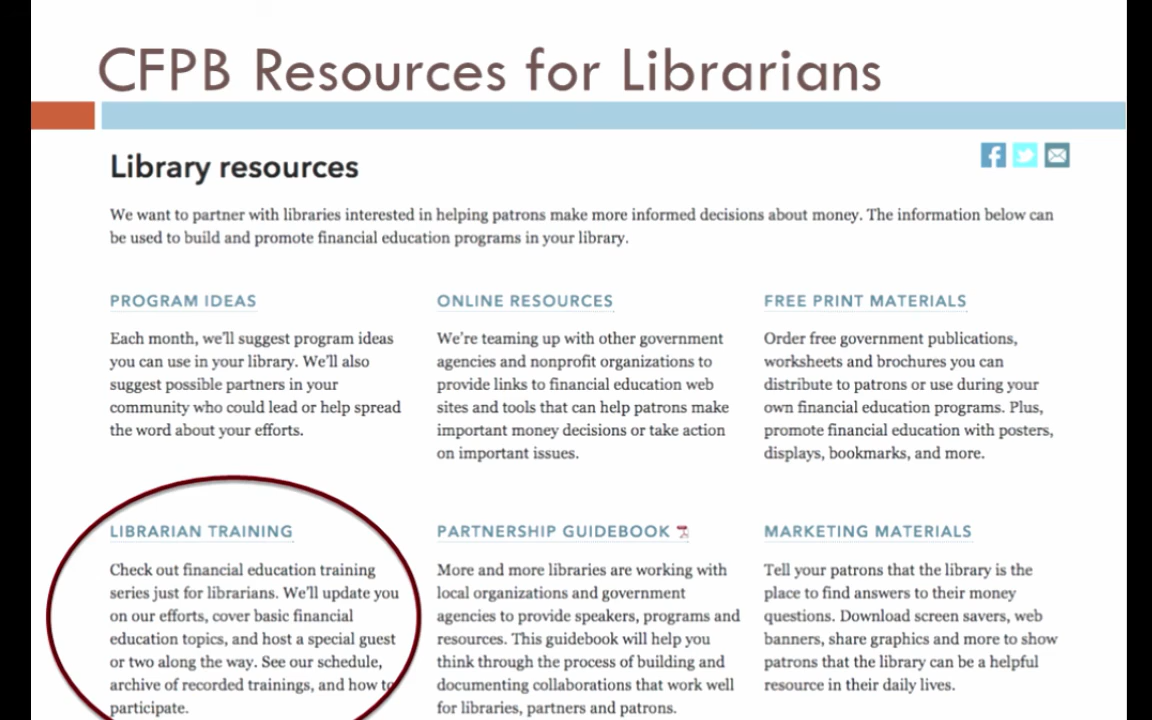 CFPB Resources for Librarians
Library resources
We want to partner with libraries interested in helping patrons make more informed decisions about money. The information below can
be used to build and promote financial education programs in your library.
PROGRAM IDEAS
Each month, we'll suggest program ideas
you can use in your library. We'll also
suggest possible partners in your
community who could lead or help spread
the word about your efforts.
ONLINE RESOURCES
We're teaming up with other government
agencies and nonprofit organizations to
provide links to financial education web
sites and tools that can help patrons make
important money decisions or take action
on important issues.
FREE PRINT MATERIALS
Order free government publications,
worksheets and brochures you can
distribute to patrons or use during your
own financial education programs. Plus,
promote financial education with posters,
displays, bookmarks, and more.
LIBRARIAN TRAINING
Check out financial education training
series just for librarians. We'll update you
on our efforts, cover basic financial
education topics, and host a special guest
or two along the way. See our schedule,
archive of recorded trainings, and how to
participate.
PARTNERSHIP GUIDEBOOK
More and more libraries are working with
local organizations and government
agencies to provide speakers, programs and
resources. This guidebook will help you
think through the process of building and
documenting collaborations that work well
for libraries, partners and patrons.
MARKETING MATERIALS
Tell your patrons that the library is the
place to find answers to their money
questions. Download screen savers, web
banners, share graphics and more to show
patrons that the library can be a helpful
resource in their daily lives.